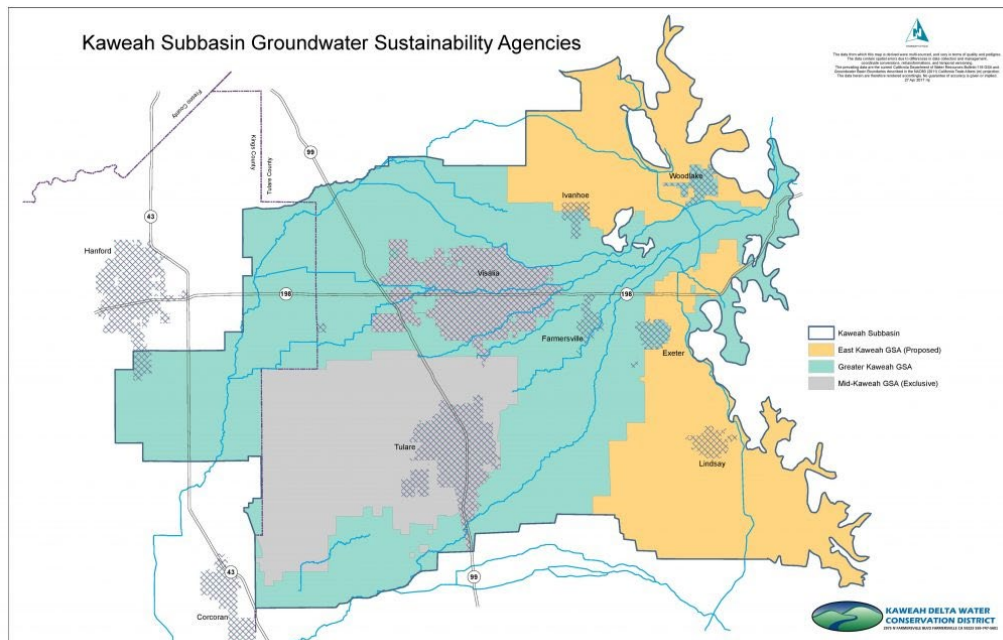 Kaweah Subbasin Groundwater Sustainability Agencies
Fresno County
Kings County
Tulare County
99
43
Hanford
198
Ivanhoe
Woodlake
Visalia
198
Farmersville
Exeter
Tulare
Lindsay
43
Corcoran
99
Kaweah Subbasin
East Kaweah GSA (Proposed)
Greater Kaweah GSA
Mid-Kaweah GSA (Exclusive)
KAWEAH DELTA WATER
CONSERVATION DISTRICT